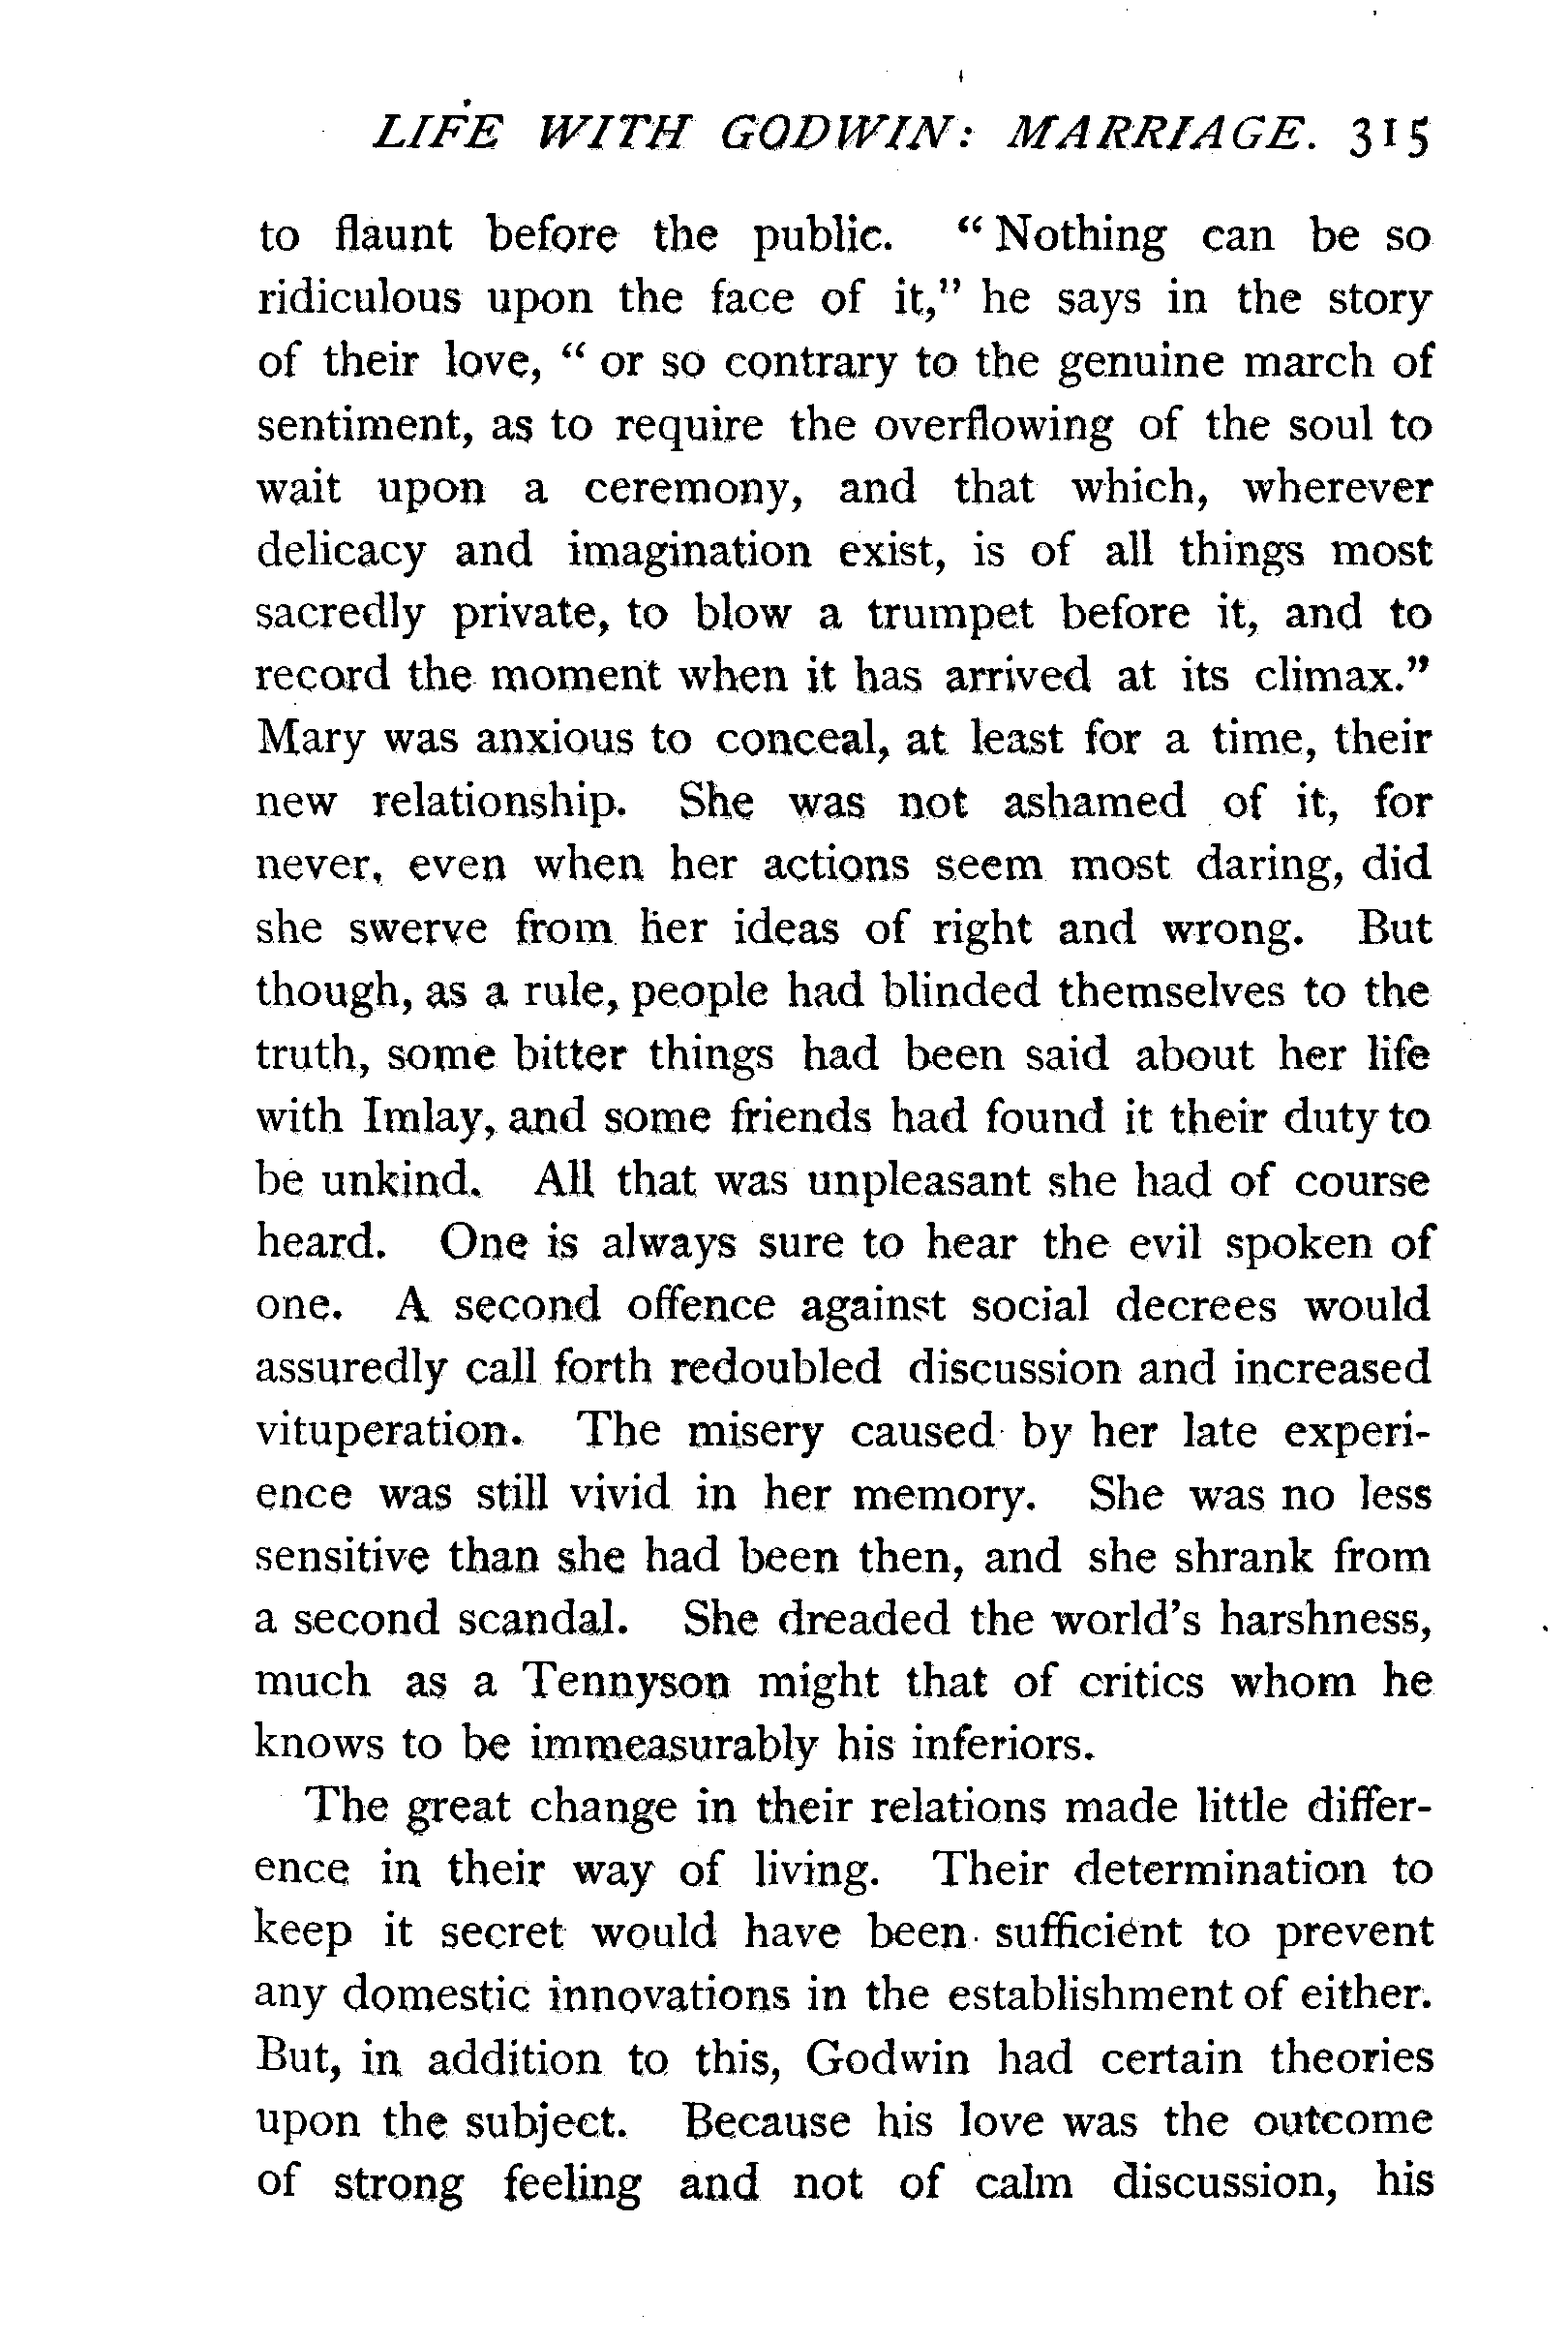 LIFE WITH GODWIN: MARRIAGE. 315
to flaunt before the public. “Nothing can be so
ridiculous upon the face of it,” he says in the story
of their love, “ or so contrary to the genuine march of
sentiment, as to require the overflowing of the soul to
wait upon a ceremony, and that which, wherever
delicacy and imagination exist, is of all things most
sacredly private, to blow a trumpet before it, and to
record the moment when it has arrived at its climax.”
Mary was anxious to conceal, at least for a time, their
new relationship. She was not ashamed of it, for
never, even when her actions seem most daring, did
she swerve from her ideas of right and wrong. But
though, as a rule, people had blinded themselves to the
truth, some bitter things had been said about her life
with Imlay, and some friends had found it their duty to
be unkind. All that was unpleasant she had of course
heard. One is always sure to hear the evil spoken of
one. A second offence against social decrees would
assuredly call forth redoubled discussion and increased
vituperation. The misery caused by her late experi-
ence was still vivid in her memory. She was no less
sensitive than she had been then, and she shrank from
a second scandal. She dreaded the world's harshness,
much as a Tennyson might that of critics whom he
knows to be immeasurably his inferiors.
The great change in their relations made little differ-
ence in their way of living. Their determination to
keep it secret would have been sufficient to prevent
any domestic innovations in the establishment of either.
But, in addition to this, Godwin had certain theories
upon the subject. Because his love was the outcome
of strong feeling and not of calm discussion, his